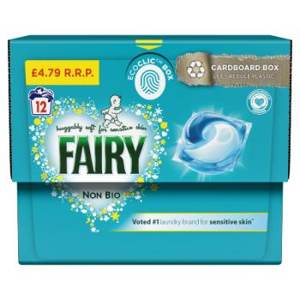 £4.79 R.R.P.
ECOCLIC® BOX
CARDBOARD BOX
12
huggably soft for sensitive skin
FAIRY
NON BIO
Voted #1 laundry brand for sensitive skin*